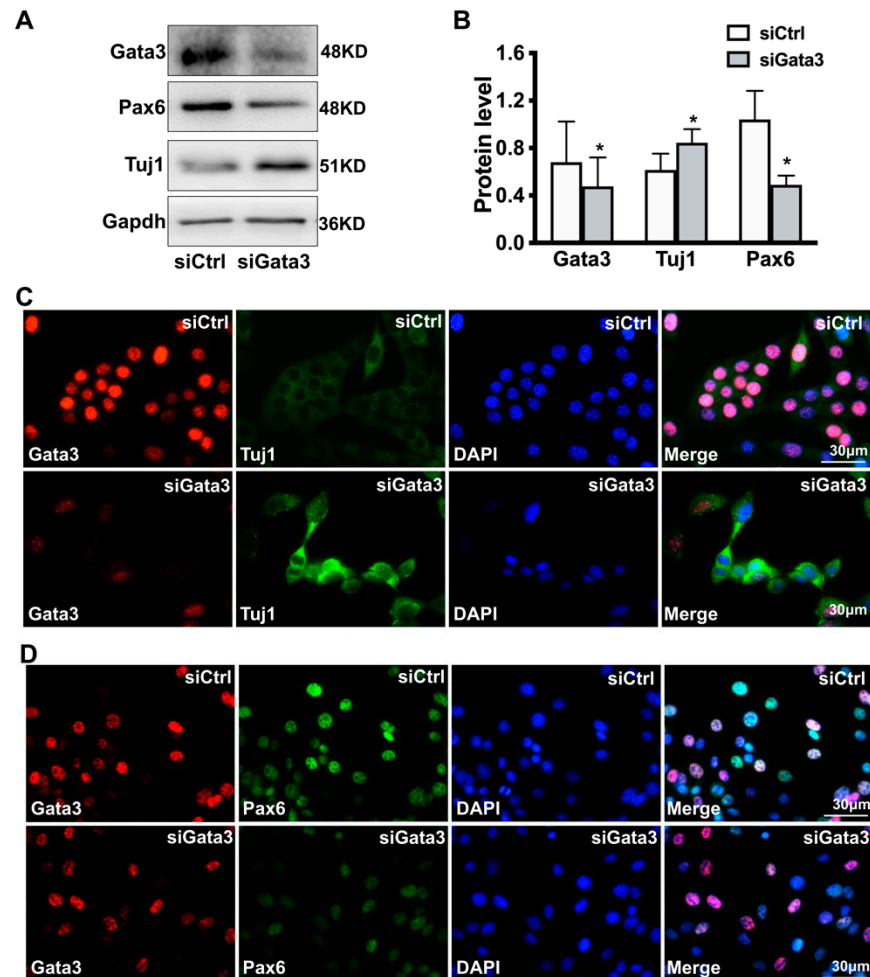 A
Gata3 48KD
Pax6 48KD
Tuj1 51KD
Gapdh 36KD
siCtrl siGata3
B
siCtrl
siGata3
Protein level
1.6
1.2
0.8
0.4
0.0
* * *
Gata3 Tuj1 Pax6
C
siCtrl siCtrl siCtrl siCtrl
Gata3 Tuj1 DAPI Merge 30μm
siGata3 siGata3 siGata3 siGata3
Gata3 Tuj1 DAPI Merge 30μm
D
siCtrl siCtrl siCtrl siCtrl
Gata3 Pax6 DAPI Merge 30μm
siGata3 siGata3 siGata3 siGata3
Gata3 Pax6 DAPI Merge 30μm